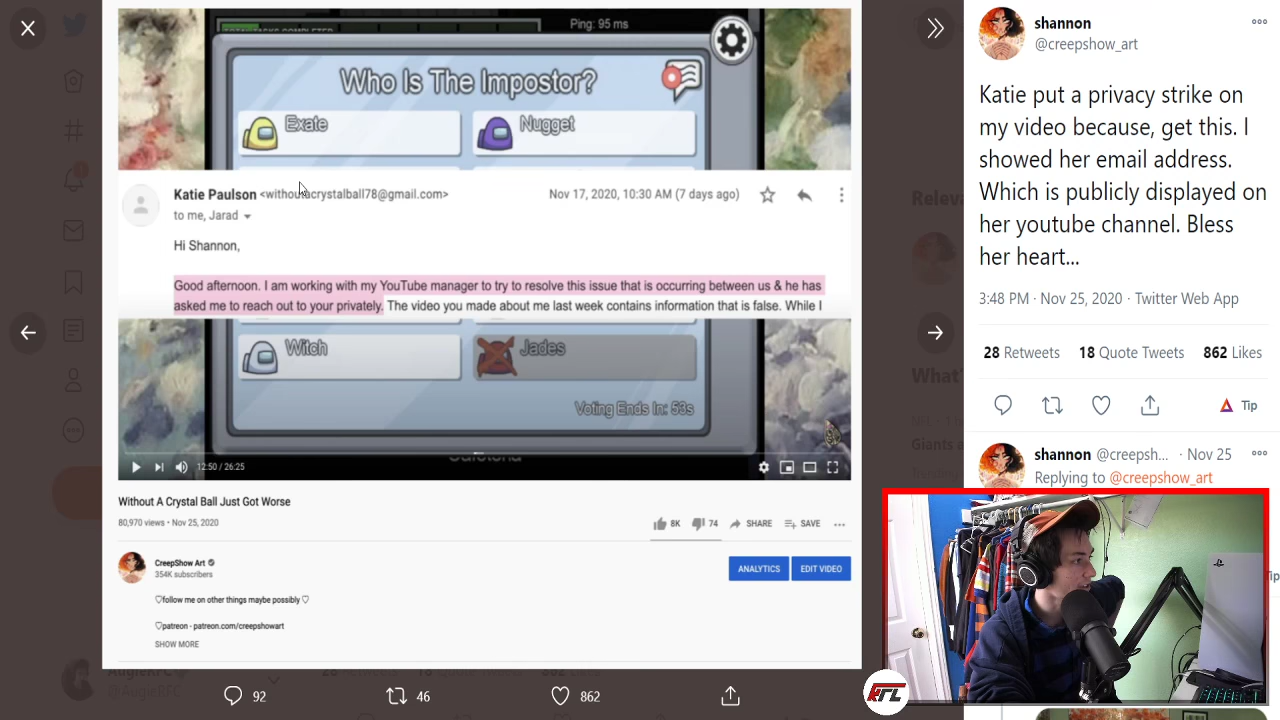 Ping: 95 ms
Who Is The Impostor?
Exate
Nugget
Katie Paulson <withoutacrystalball78@gmail.com>
Nov 17, 2020, 10:30 AM (7 days ago)
to me, Jarad
Hi Shannon,
Good afternoon. I am working with my YouTube manager to try to resolve this issue that is occurring between us & he has
asked me to reach out to your privately. The video you made about me last week contains information that is false. While I
Witch
Jades
Voting Ends In: 53s
12:50 / 26:25
Without A Crystal Ball Just Got Worse
80,970 views • Nov 25, 2020
8K
74
SHARE
SAVE
CreepShow Art
354K subscribers
ANALYTICS
EDIT VIDEO
♡follow me on other things maybe possibly ♡
♡patreon - patreon.com/creepshowart
SHOW MORE
92
46
862
shannon
@creepshow_art
Katie put a privacy strike on
my video because, get this. I
showed her email address.
Which is publicly displayed on
her youtube channel. Bless
her heart...
3:48 PM · Nov 25, 2020 · Twitter Web App
28 Retweets 18 Quote Tweets 862 Likes
Tip
shannon @creepsh... · Nov 25
Replying to @creepshow_art